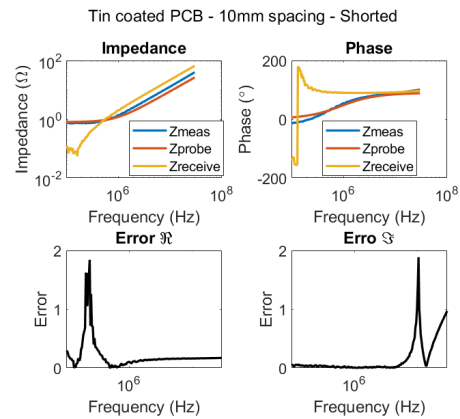 Tin coated PCB - 10mm spacing - Shorted
Impedance
Impedance (Ω)
10^2
10^0
10^-2
10^6
10^8
Frequency (Hz)
Zmeas
Zprobe
Zreceive
Phase
Phase (°)
200
0
-200
10^6
10^8
Frequency (Hz)
Zmeas
Zprobe
Zreceive
Error ℜ
Error
2
1
0
10^6
Frequency (Hz)
Erro ℑ
Error
2
1
0
10^6
Frequency (Hz)